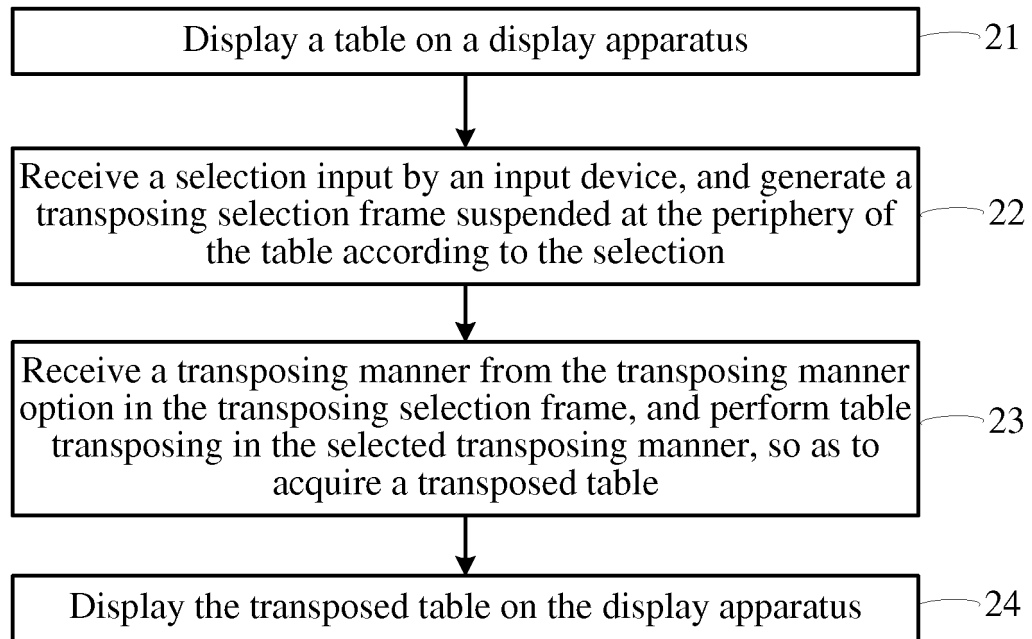 Display a table on a display apparatus
21
Receive a selection input by an input device, and generate a
transposing selection frame suspended at the periphery of
the table according to the selection
22
Receive a transposing manner from the transposing manner
option in the transposing selection frame, and perform table
transposing in the selected transposing manner, so as to
acquire a transposed table
23
Display the transposed table on the display apparatus
24